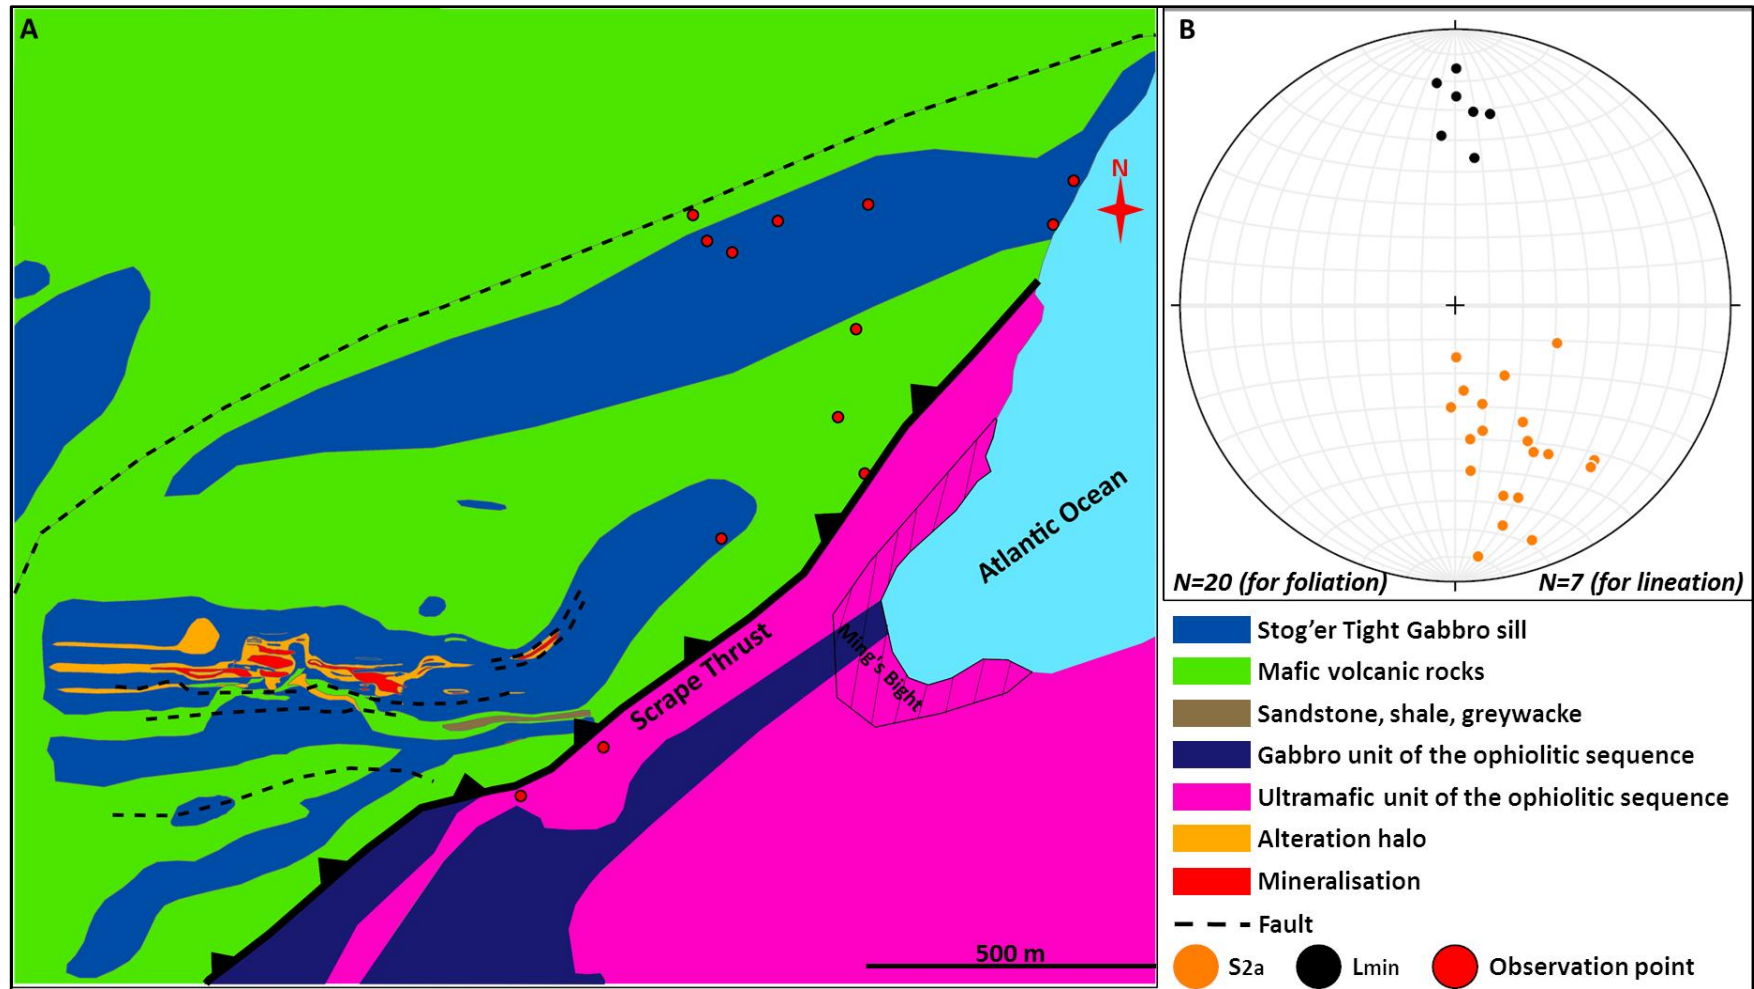 A
N
Atlantic Ocean
Scrape Thrust
Ming's Bight
500 m
B
N=20 (for foliation)
N=7 (for lineation)
Stog'er Tight Gabbro sill
Mafic volcanic rocks
Sandstone, shale, greywacke
Gabbro unit of the ophiolitic sequence
Ultramafic unit of the ophiolitic sequence
Alteration halo
Mineralisation
Fault
S2a
Lmin
Observation point